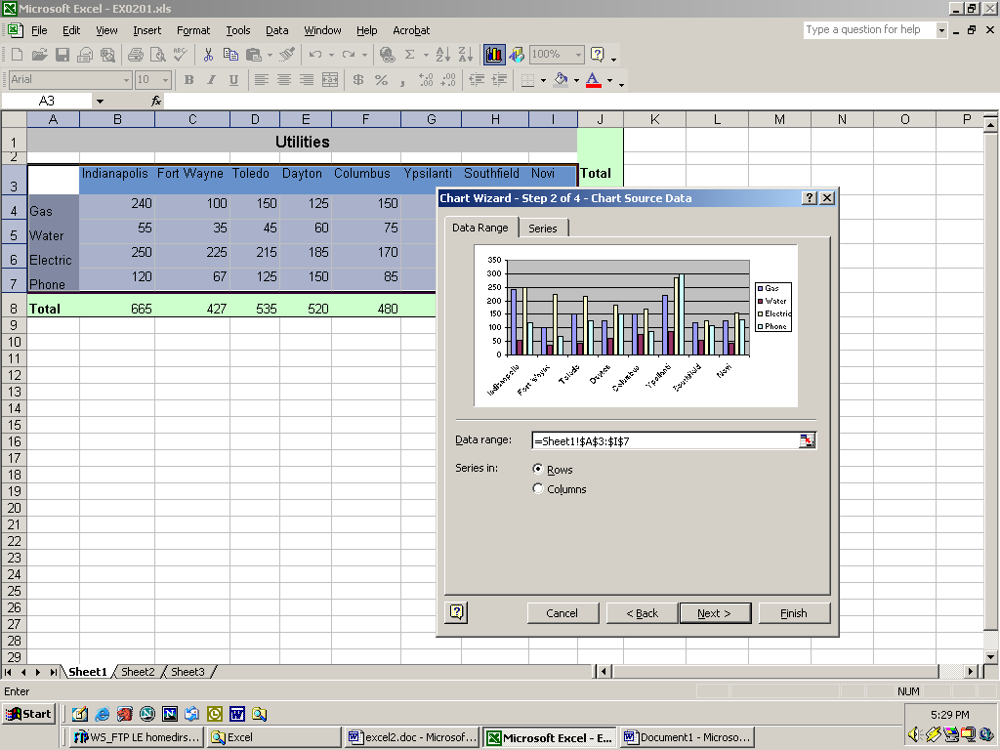 Microsoft Excel - EX0201.xls
File Edit View Insert Format Tools Data Window Help Acrobat Type a question for help
100%
Arial 10 B I U $ % ,
A3 fx
A B C D E F G H I J K L M N O P
1 Utilities
2
3 Indianapolis Fort Wayne Toledo Dayton Columbus Ypsilanti Southfield Novi Total
4 Gas 240 100 150 125 150
5 Water 55 35 45 60 75
6 Electric 250 225 215 185 170
7 Phone 120 67 125 150 85
8 Total 665 427 535 520 480
9
10
11
12
13
14
15
16
17
18
19
20
21
22
23
24
25
26
27
28
29
Chart Wizard - Step 2 of 4 - Chart Source Data
Data Range Series
350
300
250
200
150
100
50
0
Indianapolis Fort Wayne Toledo Dayton Columbus Ypsilanti Southfield Novi
Gas
Water
Electric
Phone
Data range: =Sheet1!$A$3:$I$7
Series in: Rows
Columns
Cancel < Back Next > Finish
Sheet1 Sheet2 Sheet3
Enter NUM
Start 5:29 PM
WS_FTP LE homedirs... Excel excel2.doc - Microsof... Microsoft Excel - E... Document1 - Microso...